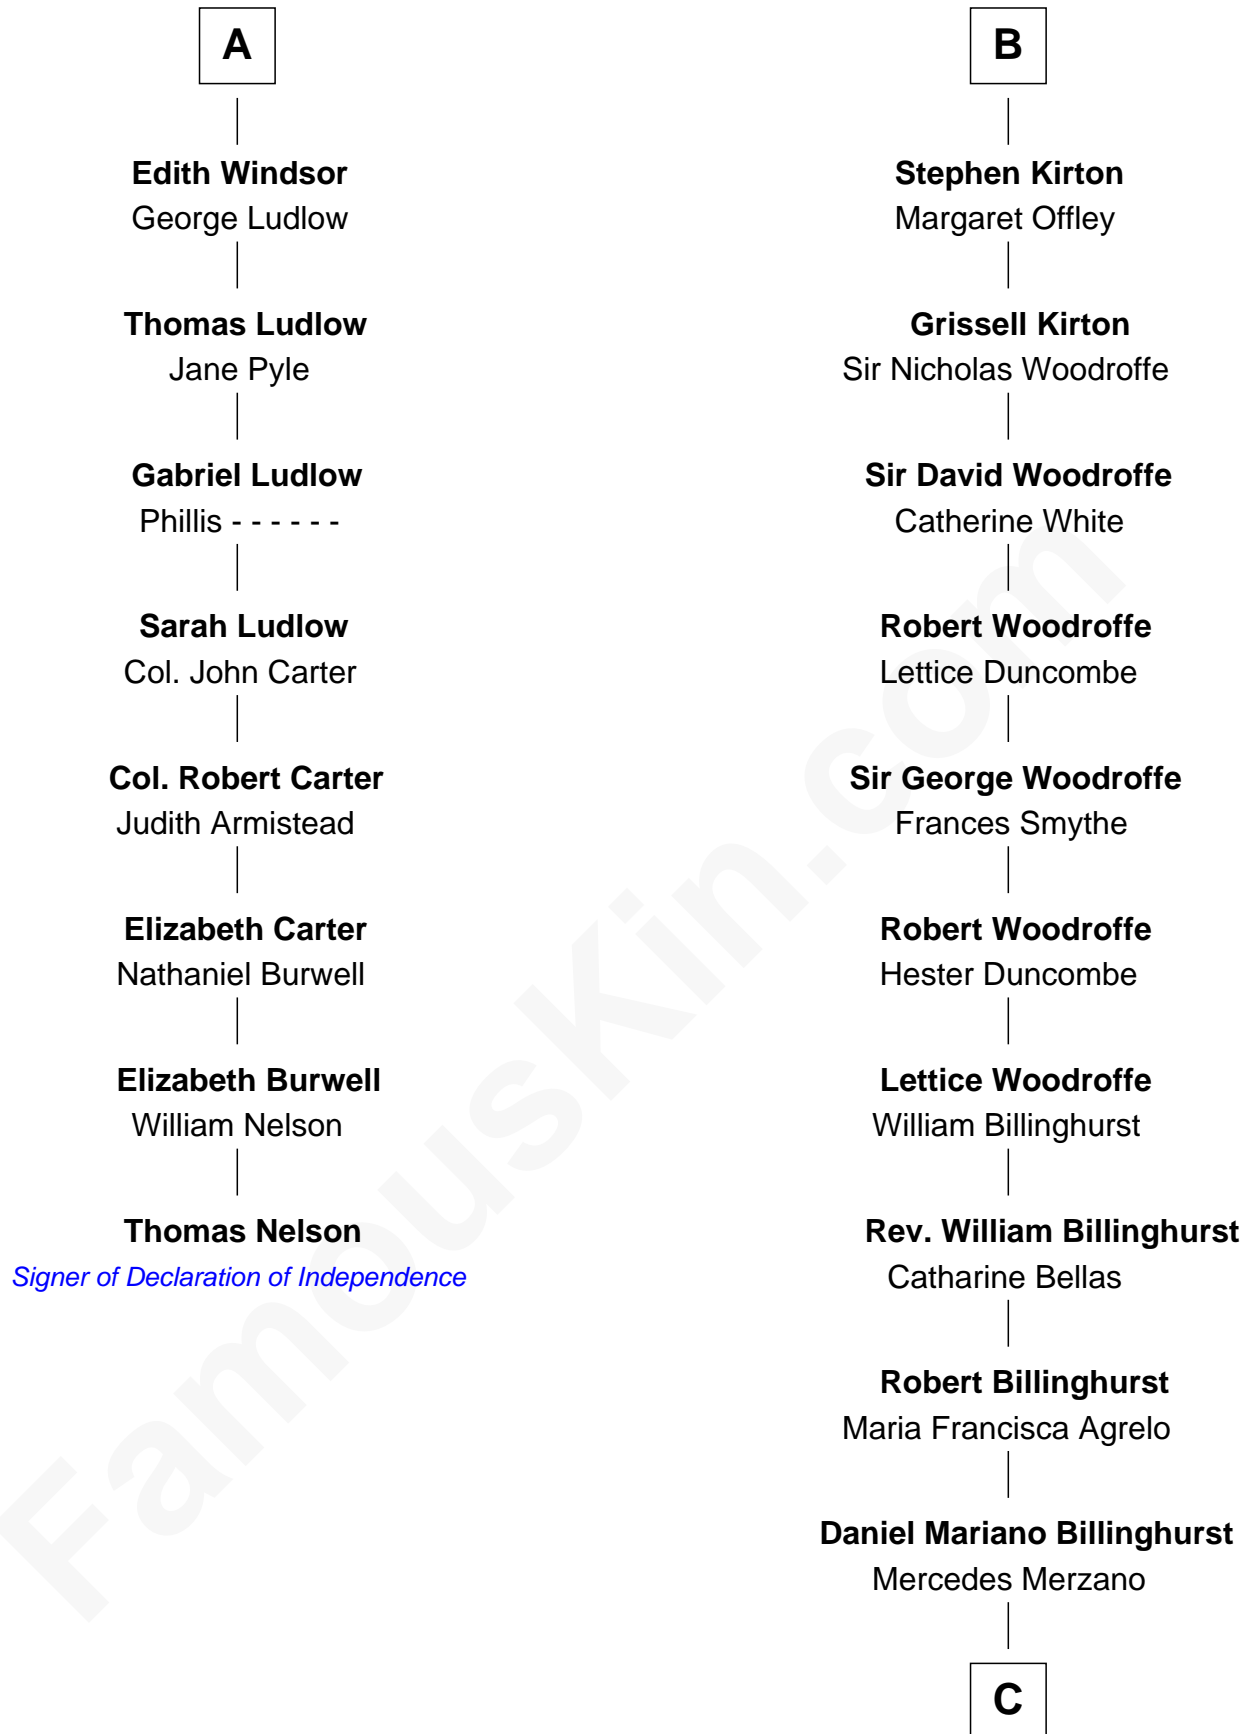 A
Edith Windsor
George Ludlow
Thomas Ludlow
Jane Pyle
Gabriel Ludlow
Phillis - - - - - -
Sarah Ludlow
Col. John Carter
Col. Robert Carter
Judith Armistead
Elizabeth Carter
Nathaniel Burwell
Elizabeth Burwell
William Nelson
Thomas Nelson
Signer of Declaration of Independence
B
Stephen Kirton
Margaret Offley
Grissell Kirton
Sir Nicholas Woodroffe
Sir David Woodroffe
Catherine White
Robert Woodroffe
Lettice Duncombe
Sir George Woodroffe
Frances Smythe
Robert Woodroffe
Hester Duncombe
Lettice Woodroffe
William Billinghurst
Rev. William Billinghurst
Catharine Bellas
Robert Billinghurst
Maria Francisca Agrelo
Daniel Mariano Billinghurst
Mercedes Merzano
C
FamousKin.com